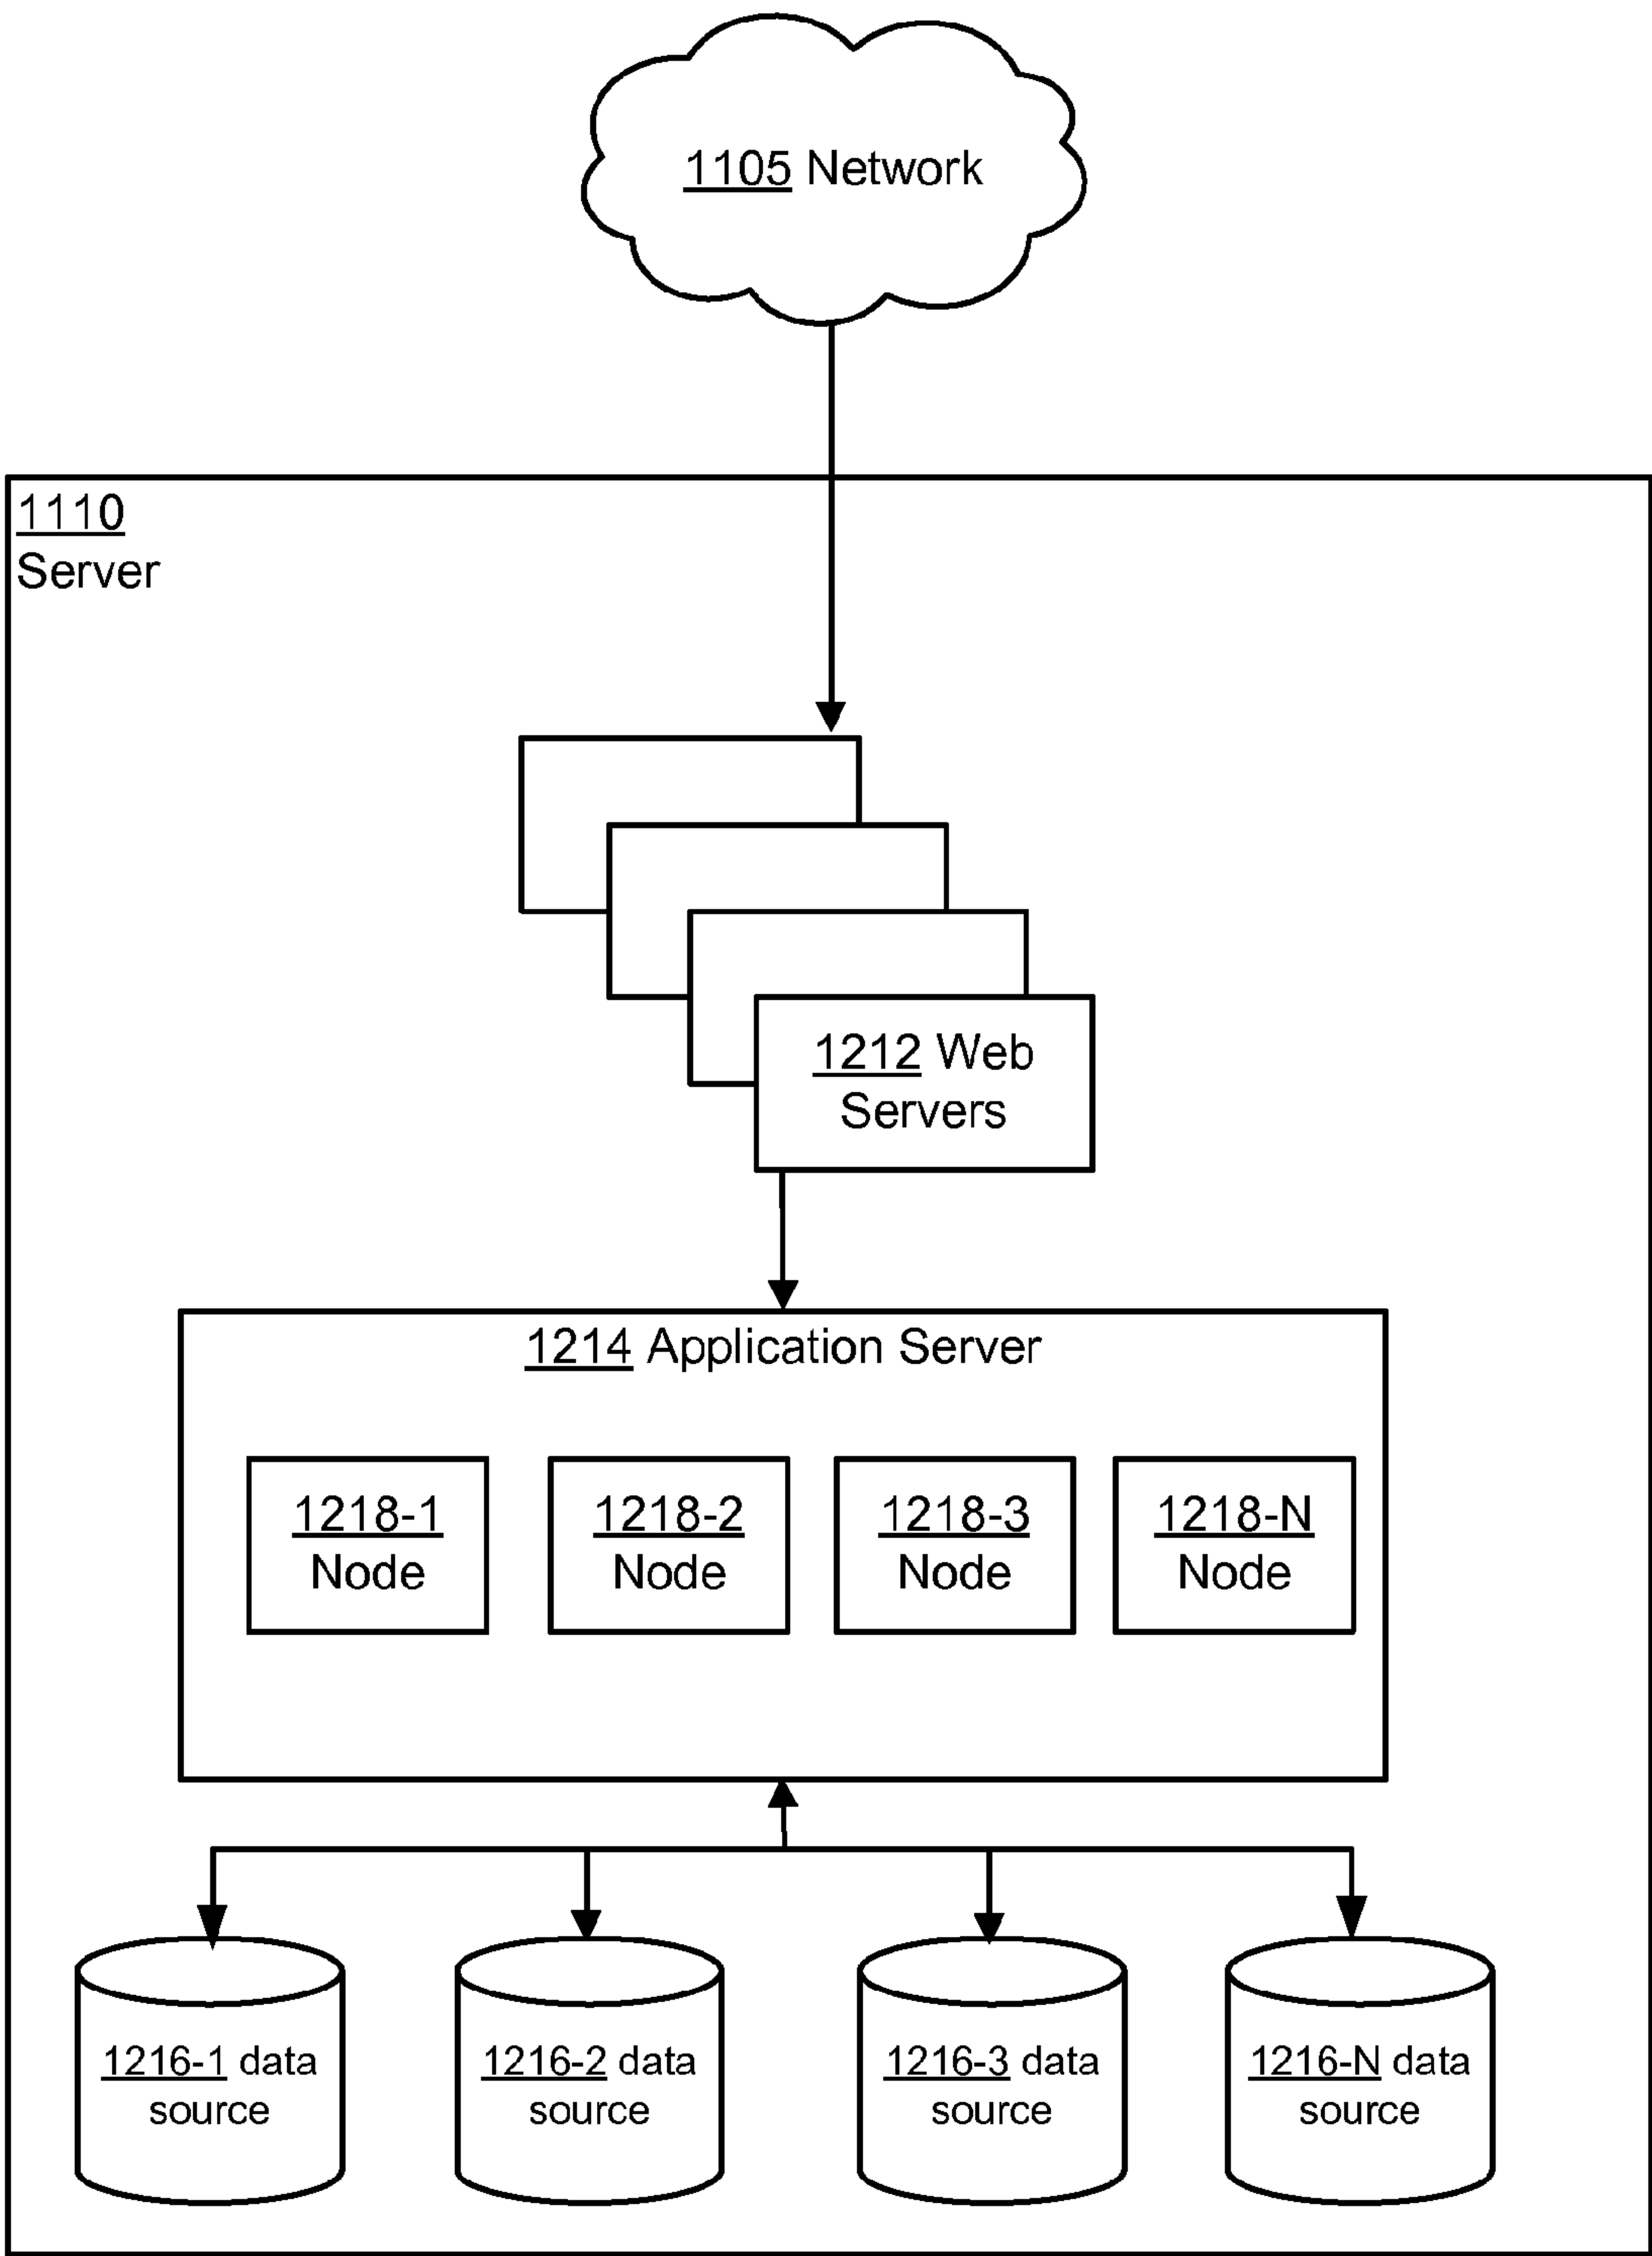 1105 Network
1110
Server
1212 Web
Servers
1214 Application Server
1218-1
Node
1218-2
Node
1218-3
Node
1218-N
Node
1216-1 data
source
1216-2 data
source
1216-3 data
source
1216-N data
source